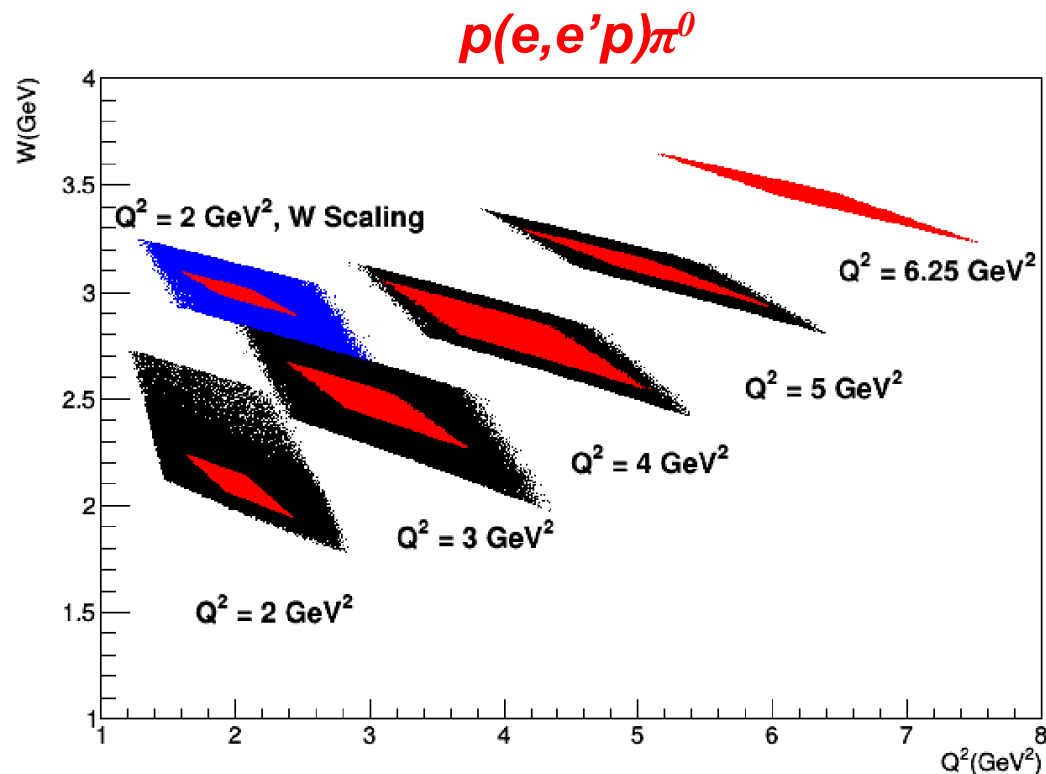 p(e,e’p)π⁰
W(GeV)
4
3.5
3
2.5
2
1.5
1
Q² = 2 GeV², W Scaling
Q² = 6.25 GeV²
Q² = 5 GeV²
Q² = 4 GeV²
Q² = 3 GeV²
Q² = 2 GeV²
1 2 3 4 5 6 7 8
Q²(GeV²)